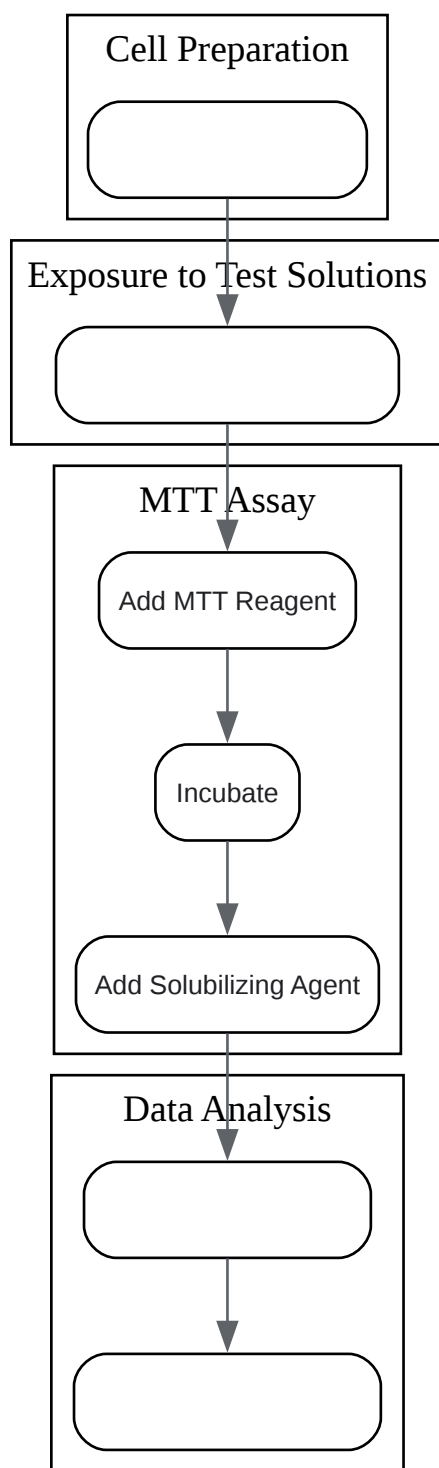 Cell Preparation
Exposure to Test Solutions
MTT Assay
Add MTT Reagent
Incubate
Add Solubilizing Agent
Data Analysis